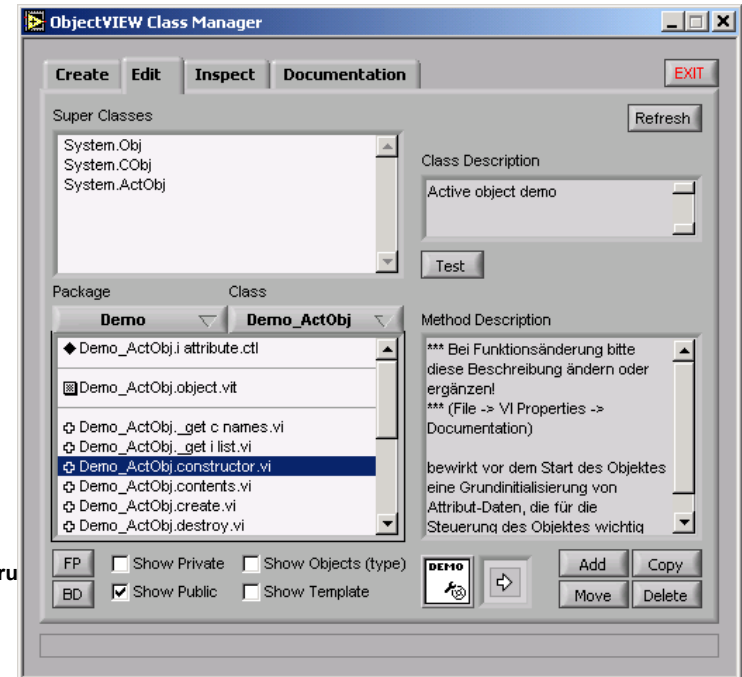 ObjectVIEW Class Manager
Create Edit Inspect Documentation EXIT
Super Classes
Refresh
System.Obj
System.CObj
System.ActObj
Class Description
Active object demo
Test
Package Class
Demo Demo_ActObj
Demo_ActObj.i attribute.ctl
Demo_ActObj.object.vit
Demo_ActObj._get c names.vi
Demo_ActObj._get i list.vi
Demo_ActObj.constructor.vi
Demo_ActObj.contents.vi
Demo_ActObj.create.vi
Demo_ActObj.destroy.vi
Method Description
*** Bei Funktionsänderung bitte
diese Beschreibung ändern oder
ergänzen!
*** (File -> VI Properties ->
Documentation)
bewirkt vor dem Start des Objektes
eine Grundinitialisierung von
Attribut-Daten, die für die
Steuerung des Objektes wichtig
ru
FP Show Private Show Objects (type)
BD Show Public Show Template
DEMO
Add Copy
Move Delete